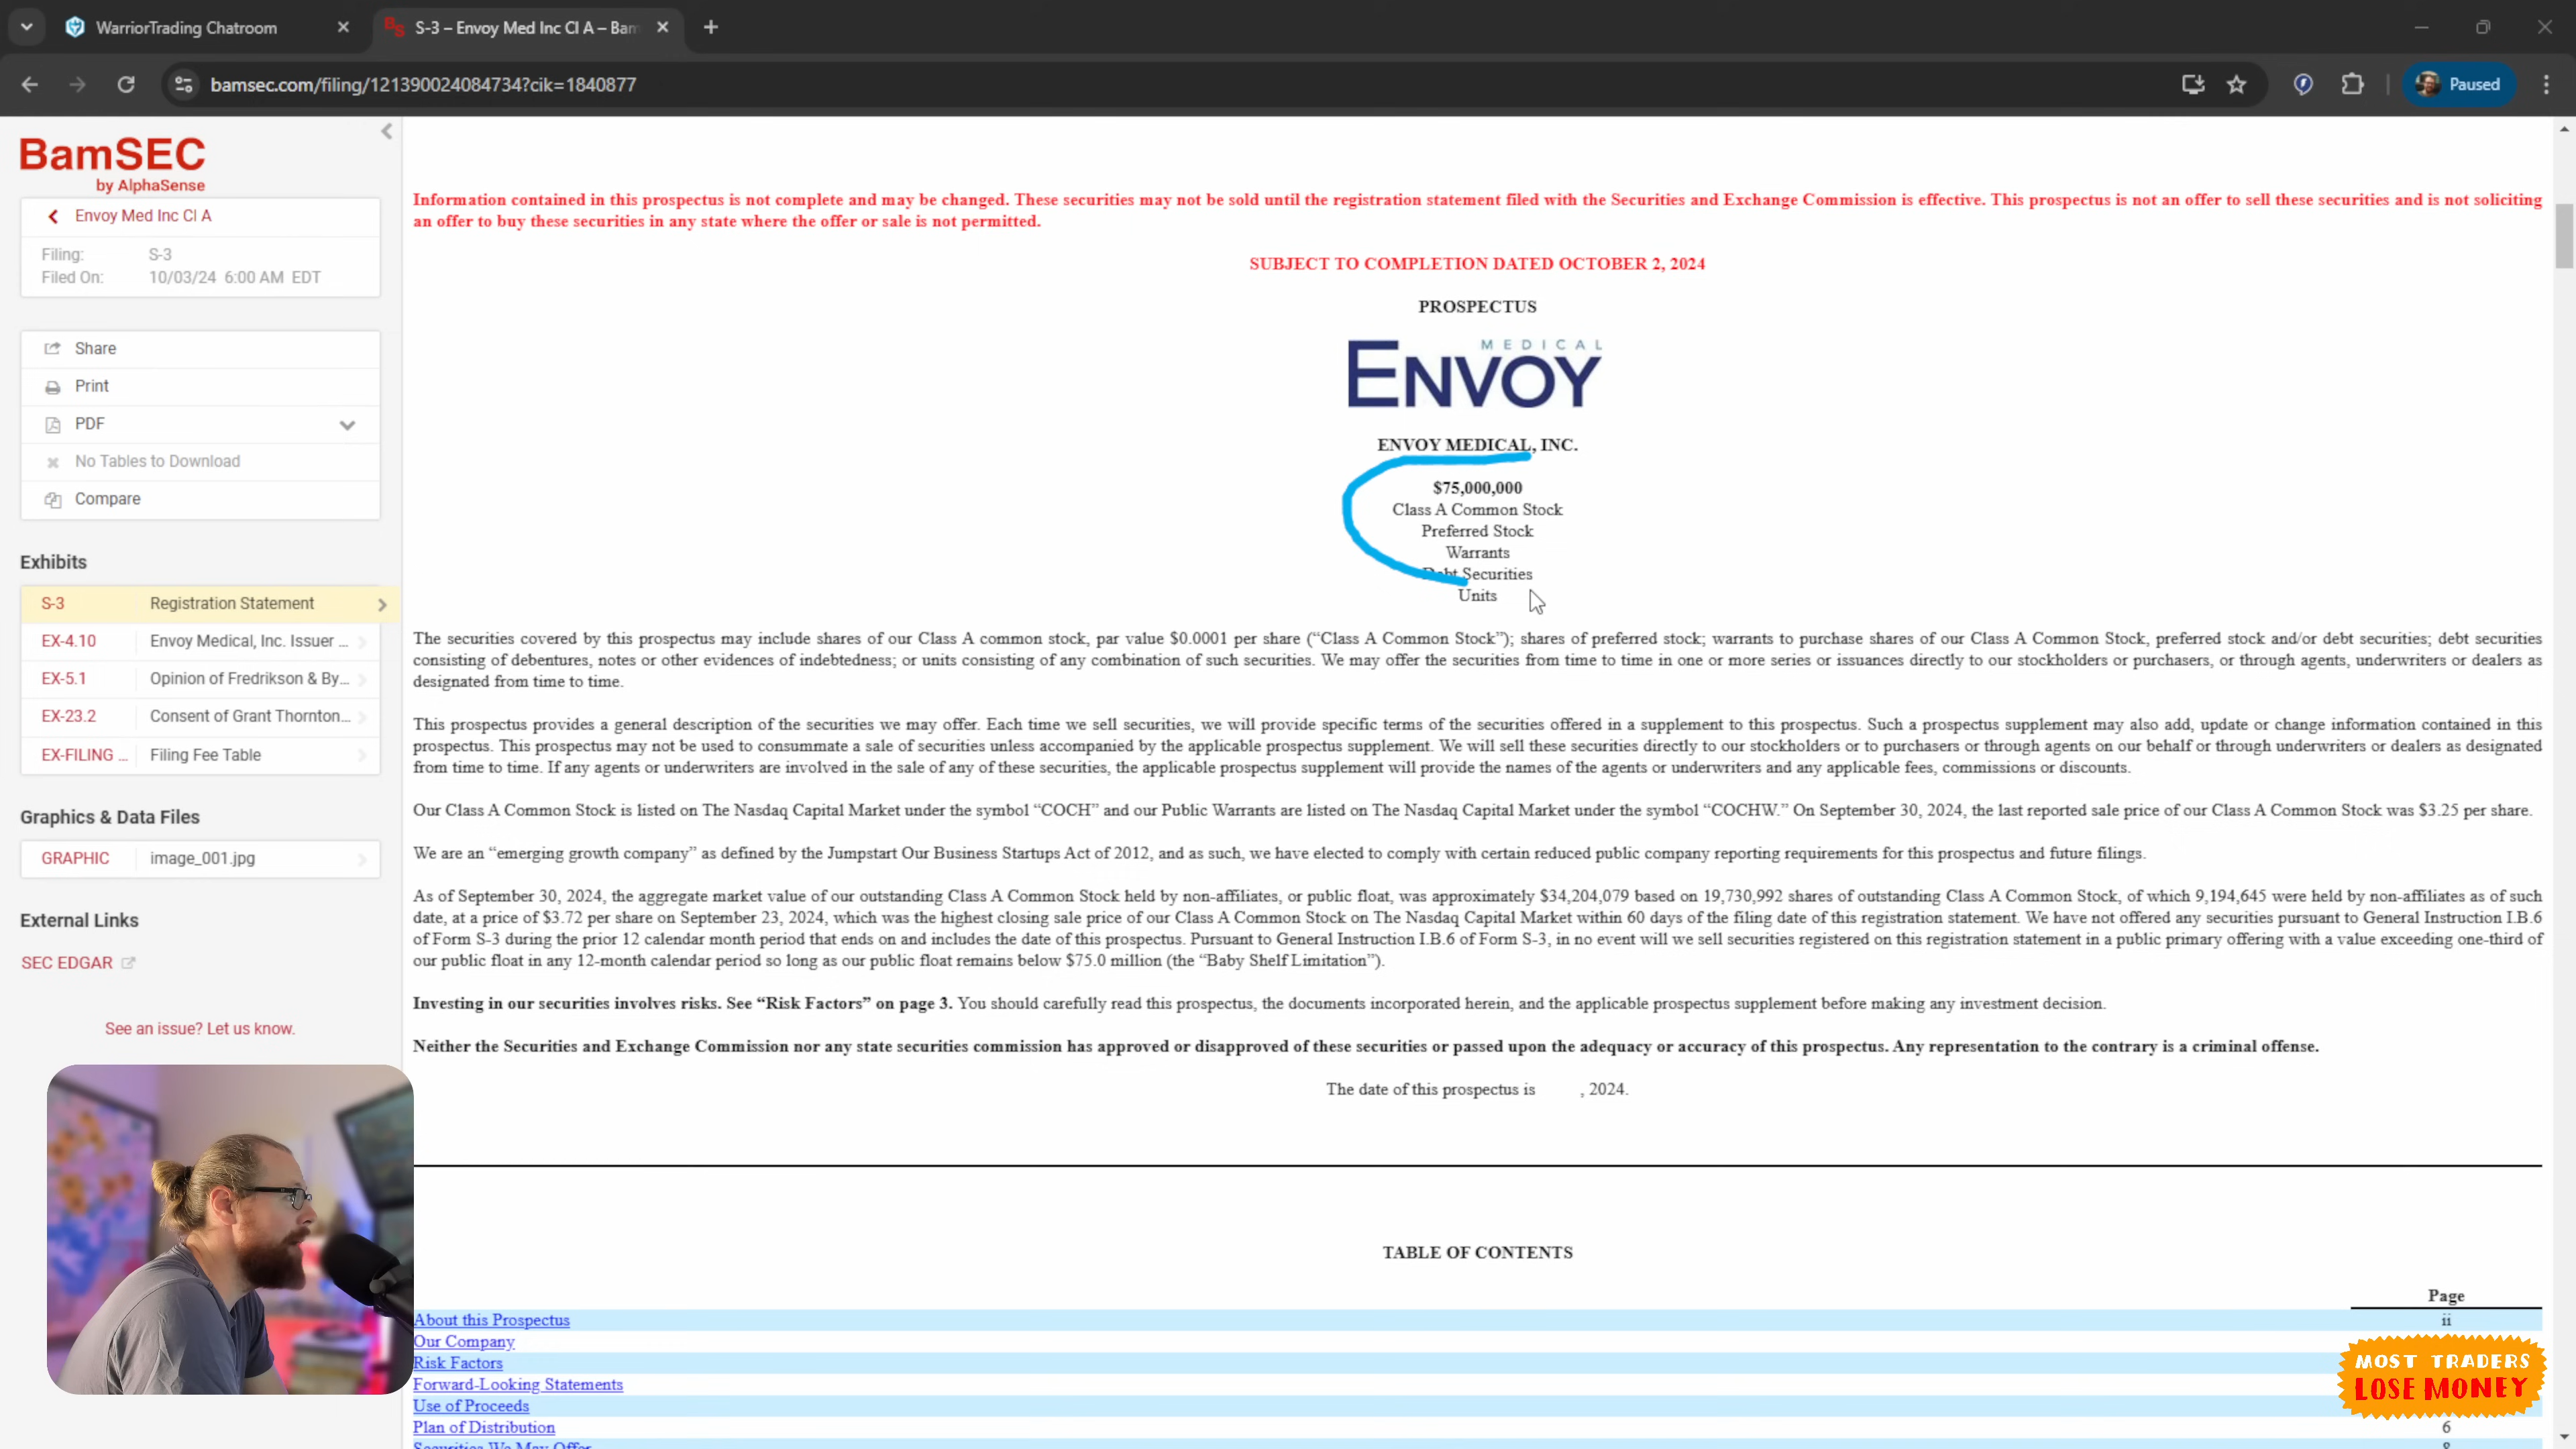 WarriorTrading Chatroom
S-3 – Envoy Med Inc Cl A – Bam
bamsec.com/filing/121390024084734?cik=1840877
Paused
BamSEC
by AlphaSense
Envoy Med Inc Cl A
Filing: S-3
Filed On: 10/03/24 6:00 AM EDT
Share
Print
PDF
No Tables to Download
Compare
Exhibits
S-3 Registration Statement
EX-4.10 Envoy Medical, Inc. Issuer ...
EX-5.1 Opinion of Fredrikson & By...
EX-23.2 Consent of Grant Thornton...
EX-FILING ... Filing Fee Table
Graphics & Data Files
GRAPHIC image_001.jpg
External Links
SEC EDGAR
See an issue? Let us know.
Information contained in this prospectus is not complete and may be changed. These securities may not be sold until the registration statement filed with the Securities and Exchange Commission is effective. This prospectus is not an offer to sell these securities and is not soliciting
an offer to buy these securities in any state where the offer or sale is not permitted.
SUBJECT TO COMPLETION DATED OCTOBER 2, 2024
PROSPECTUS
MEDICAL
ENVOY
ENVOY MEDICAL, INC.
$75,000,000
Class A Common Stock
Preferred Stock
Warrants
Debt Securities
Units
The securities covered by this prospectus may include shares of our Class A common stock, par value $0.0001 per share (“Class A Common Stock”); shares of preferred stock; warrants to purchase shares of our Class A Common Stock, preferred stock and/or debt securities; debt securities
consisting of debentures, notes or other evidences of indebtedness; or units consisting of any combination of such securities. We may offer the securities from time to time in one or more series or issuances directly to our stockholders or purchasers, or through agents, underwriters or dealers as
designated from time to time.
This prospectus provides a general description of the securities we may offer. Each time we sell securities, we will provide specific terms of the securities offered in a supplement to this prospectus. Such a prospectus supplement may also add, update or change information contained in this
prospectus. This prospectus may not be used to consummate a sale of securities unless accompanied by the applicable prospectus supplement. We will sell these securities directly to our stockholders or to purchasers or through agents on our behalf or through underwriters or dealers as designated
from time to time. If any agents or underwriters are involved in the sale of any of these securities, the applicable prospectus supplement will provide the names of the agents or underwriters and any applicable fees, commissions or discounts.
Our Class A Common Stock is listed on The Nasdaq Capital Market under the symbol “COCH” and our Public Warrants are listed on The Nasdaq Capital Market under the symbol “COCHW.” On September 30, 2024, the last reported sale price of our Class A Common Stock was $3.25 per share.
We are an “emerging growth company” as defined by the Jumpstart Our Business Startups Act of 2012, and as such, we have elected to comply with certain reduced public company reporting requirements for this prospectus and future filings.
As of September 30, 2024, the aggregate market value of our outstanding Class A Common Stock held by non-affiliates, or public float, was approximately $34,204,079 based on 19,730,992 shares of outstanding Class A Common Stock, of which 9,194,645 were held by non-affiliates as of such
date, at a price of $3.72 per share on September 23, 2024, which was the highest closing sale price of our Class A Common Stock on The Nasdaq Capital Market within 60 days of the filing date of this registration statement. We have not offered any securities pursuant to General Instruction I.B.6
of Form S-3 during the prior 12 calendar month period that ends on and includes the date of this prospectus. Pursuant to General Instruction I.B.6 of Form S-3, in no event will we sell securities registered on this registration statement in a public primary offering with a value exceeding one-third of
our public float in any 12-month calendar period so long as our public float remains below $75.0 million (the “Baby Shelf Limitation”).
Investing in our securities involves risks. See “Risk Factors” on page 3. You should carefully read this prospectus, the documents incorporated herein, and the applicable prospectus supplement before making any investment decision.
Neither the Securities and Exchange Commission nor any state securities commission has approved or disapproved of these securities or passed upon the adequacy or accuracy of this prospectus. Any representation to the contrary is a criminal offense.
The date of this prospectus is , 2024.
TABLE OF CONTENTS
Page
About this Prospectus ii
Our Company
Risk Factors
Forward-Looking Statements
Use of Proceeds
Plan of Distribution 6
Securities We May Offer 8
MOST TRADERS
LOSE MONEY